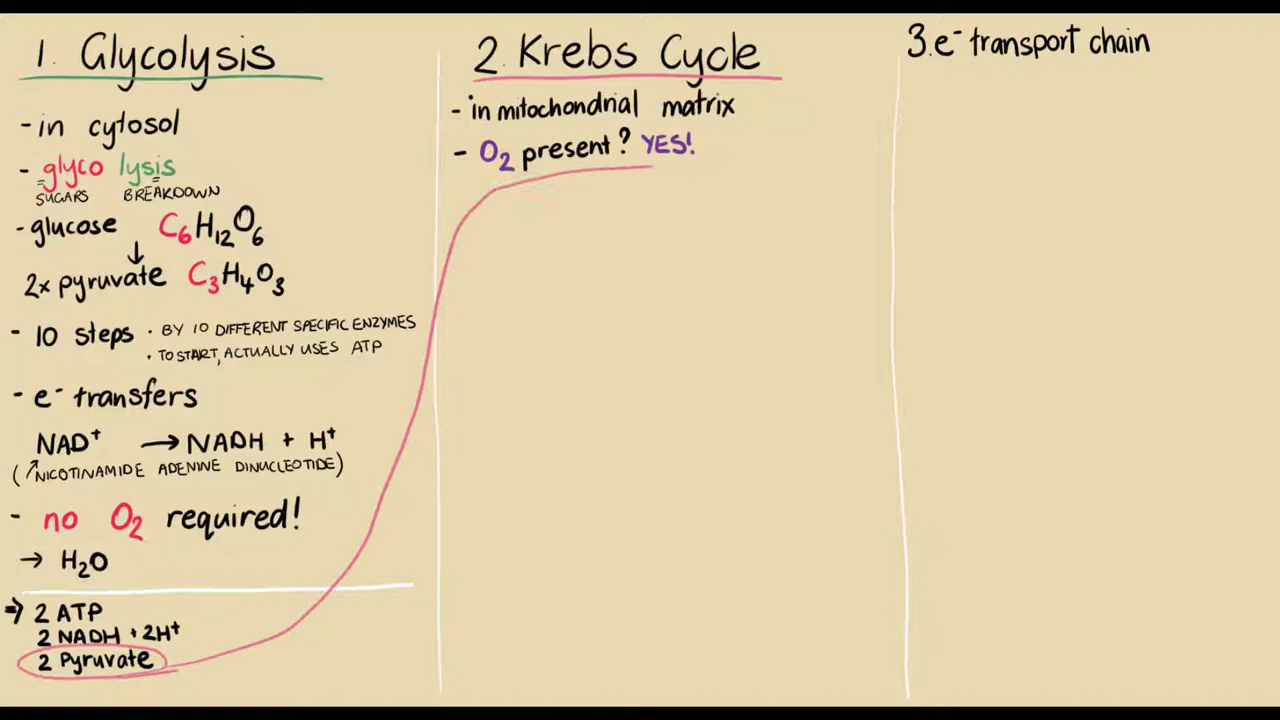 1. Glycolysis
- in cytosol
- glyco lysis
SUGARS BREAKDOWN
- glucose C6H12O6
↓
2x pyruvate C3H4O3
- 10 steps · BY 10 DIFFERENT SPECIFIC ENZYMES
· TO START, ACTUALLY USES ATP
- e⁻ transfers
NAD⁺ → NADH + H⁺
(↗NICOTINAMIDE ADENINE DINUCLEOTIDE)
- no O2 required!
→ H2O
⇒ 2 ATP
2 NADH + 2H⁺
2 Pyruvate
2. Krebs Cycle
- in mitochondrial matrix
- O2 present? YES!
3. e⁻ transport chain